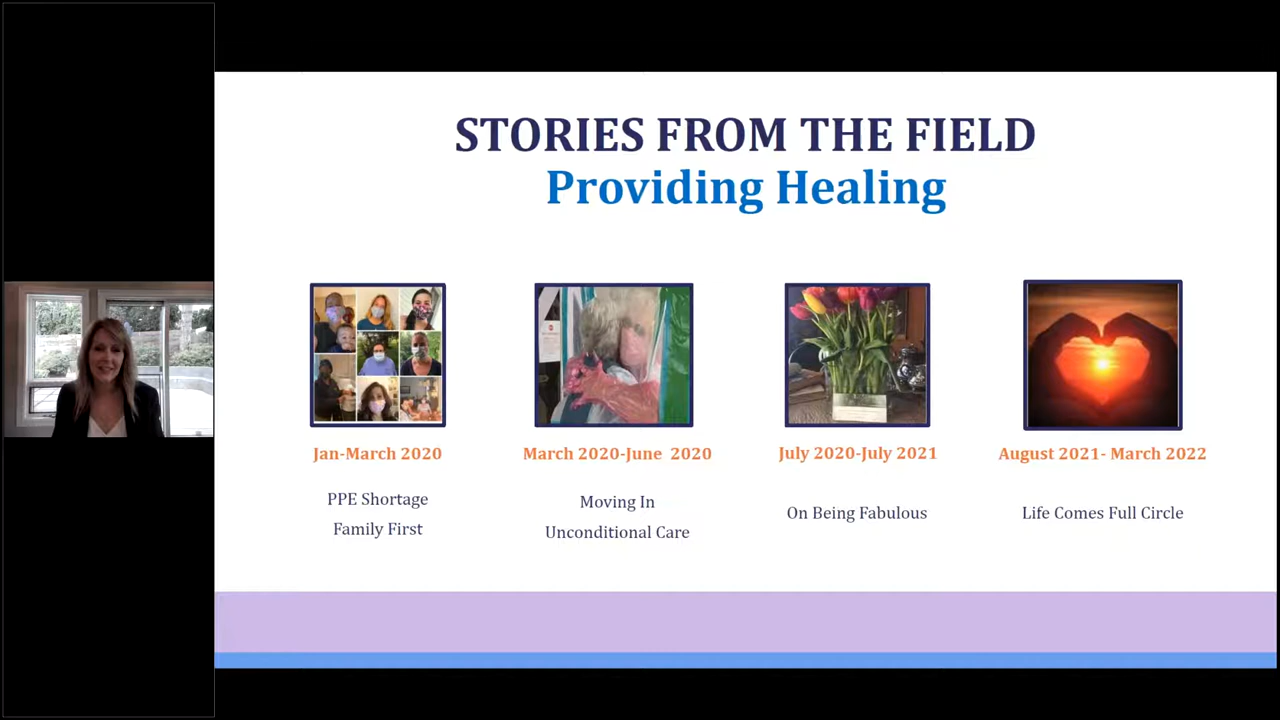 STORIES FROM THE FIELD
Providing Healing
Jan-March 2020
PPE Shortage
Family First
March 2020-June 2020
Moving In
Unconditional Care
July 2020-July 2021
On Being Fabulous
August 2021- March 2022
Life Comes Full Circle